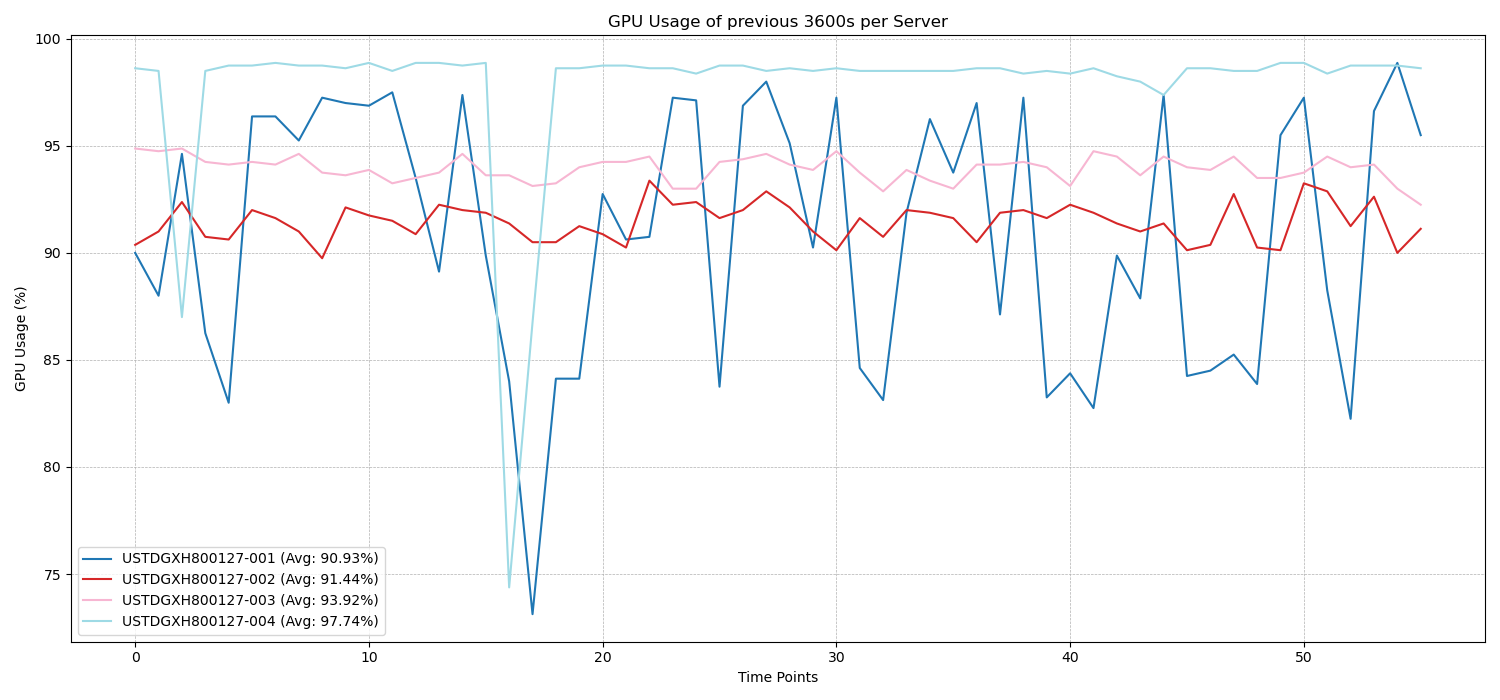 GPU Usage of previous 3600s per Server
100
95
90
85
80
75
GPU Usage (%)
USTDGXH800127-001 (Avg: 90.93%)
USTDGXH800127-002 (Avg: 91.44%)
USTDGXH800127-003 (Avg: 93.92%)
USTDGXH800127-004 (Avg: 97.74%)
0 10 20 30 40 50
Time Points